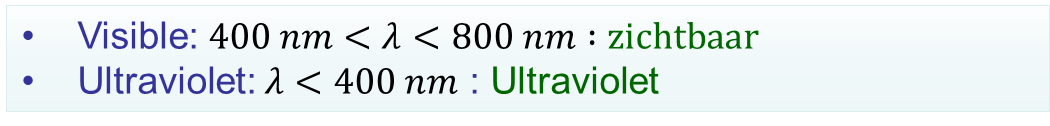 • Visible: 400 nm < λ < 800 nm : zichtbaar
• Ultraviolet: λ < 400 nm : Ultraviolet